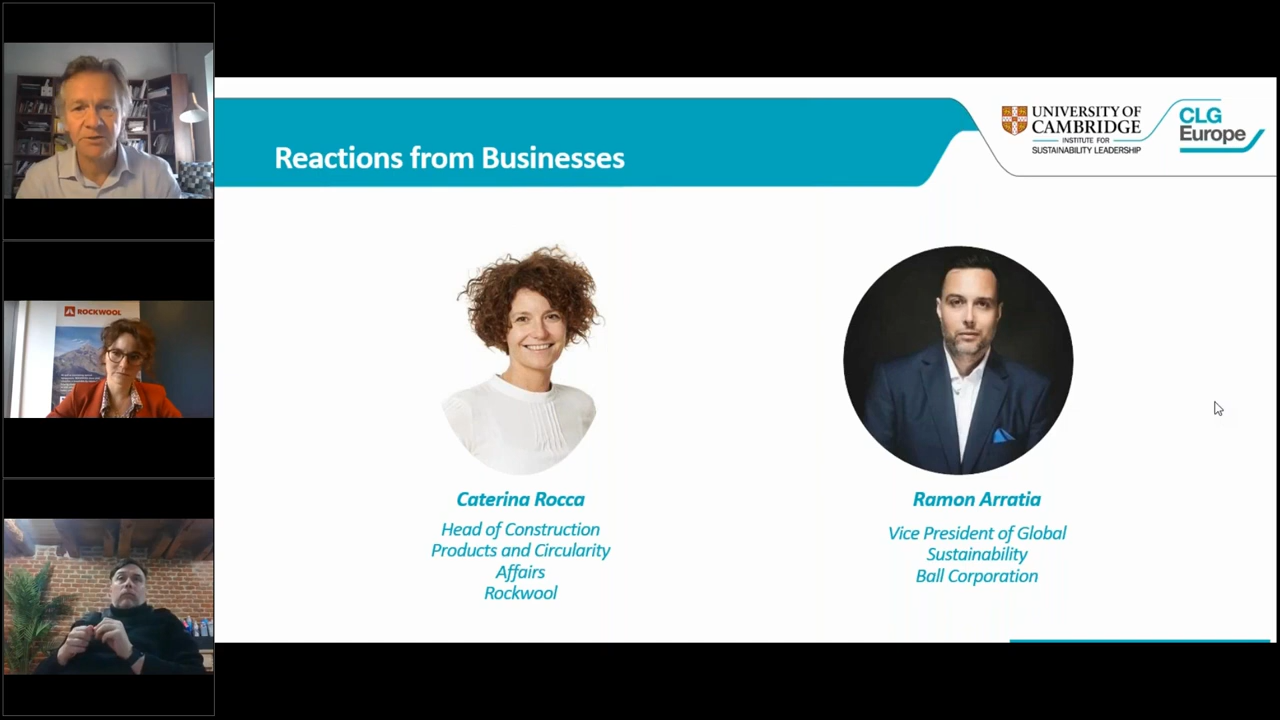 Reactions from Businesses
UNIVERSITY OF
CAMBRIDGE
INSTITUTE FOR
SUSTAINABILITY LEADERSHIP
CLG
Europe
ROCKWOOL
Caterina Rocca
Head of Construction
Products and Circularity
Affairs
Rockwool
Ramon Arratia
Vice President of Global
Sustainability
Ball Corporation